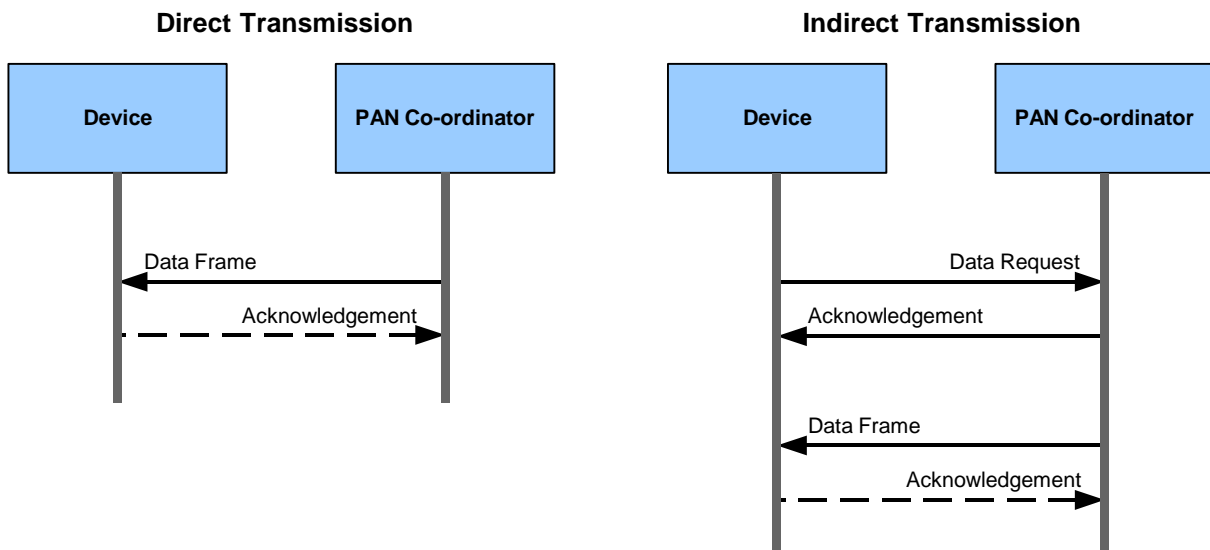 Direct Transmission
Device
PAN Co-ordinator
Data Frame
Acknowledgement
Indirect Transmission
Device
PAN Co-ordinator
Data Request
Acknowledgement
Data Frame
Acknowledgement